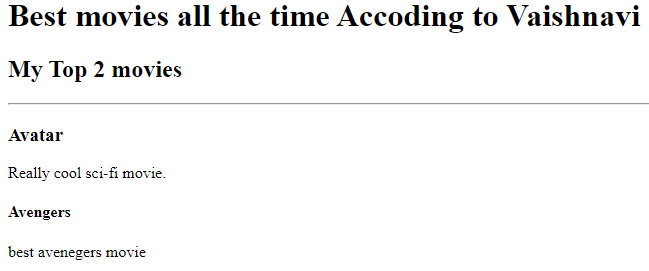 Best movies all the time Accoding to Vaishnavi
My Top 2 movies
Avatar
Really cool sci-fi movie.
Avengers
best avenegers movie